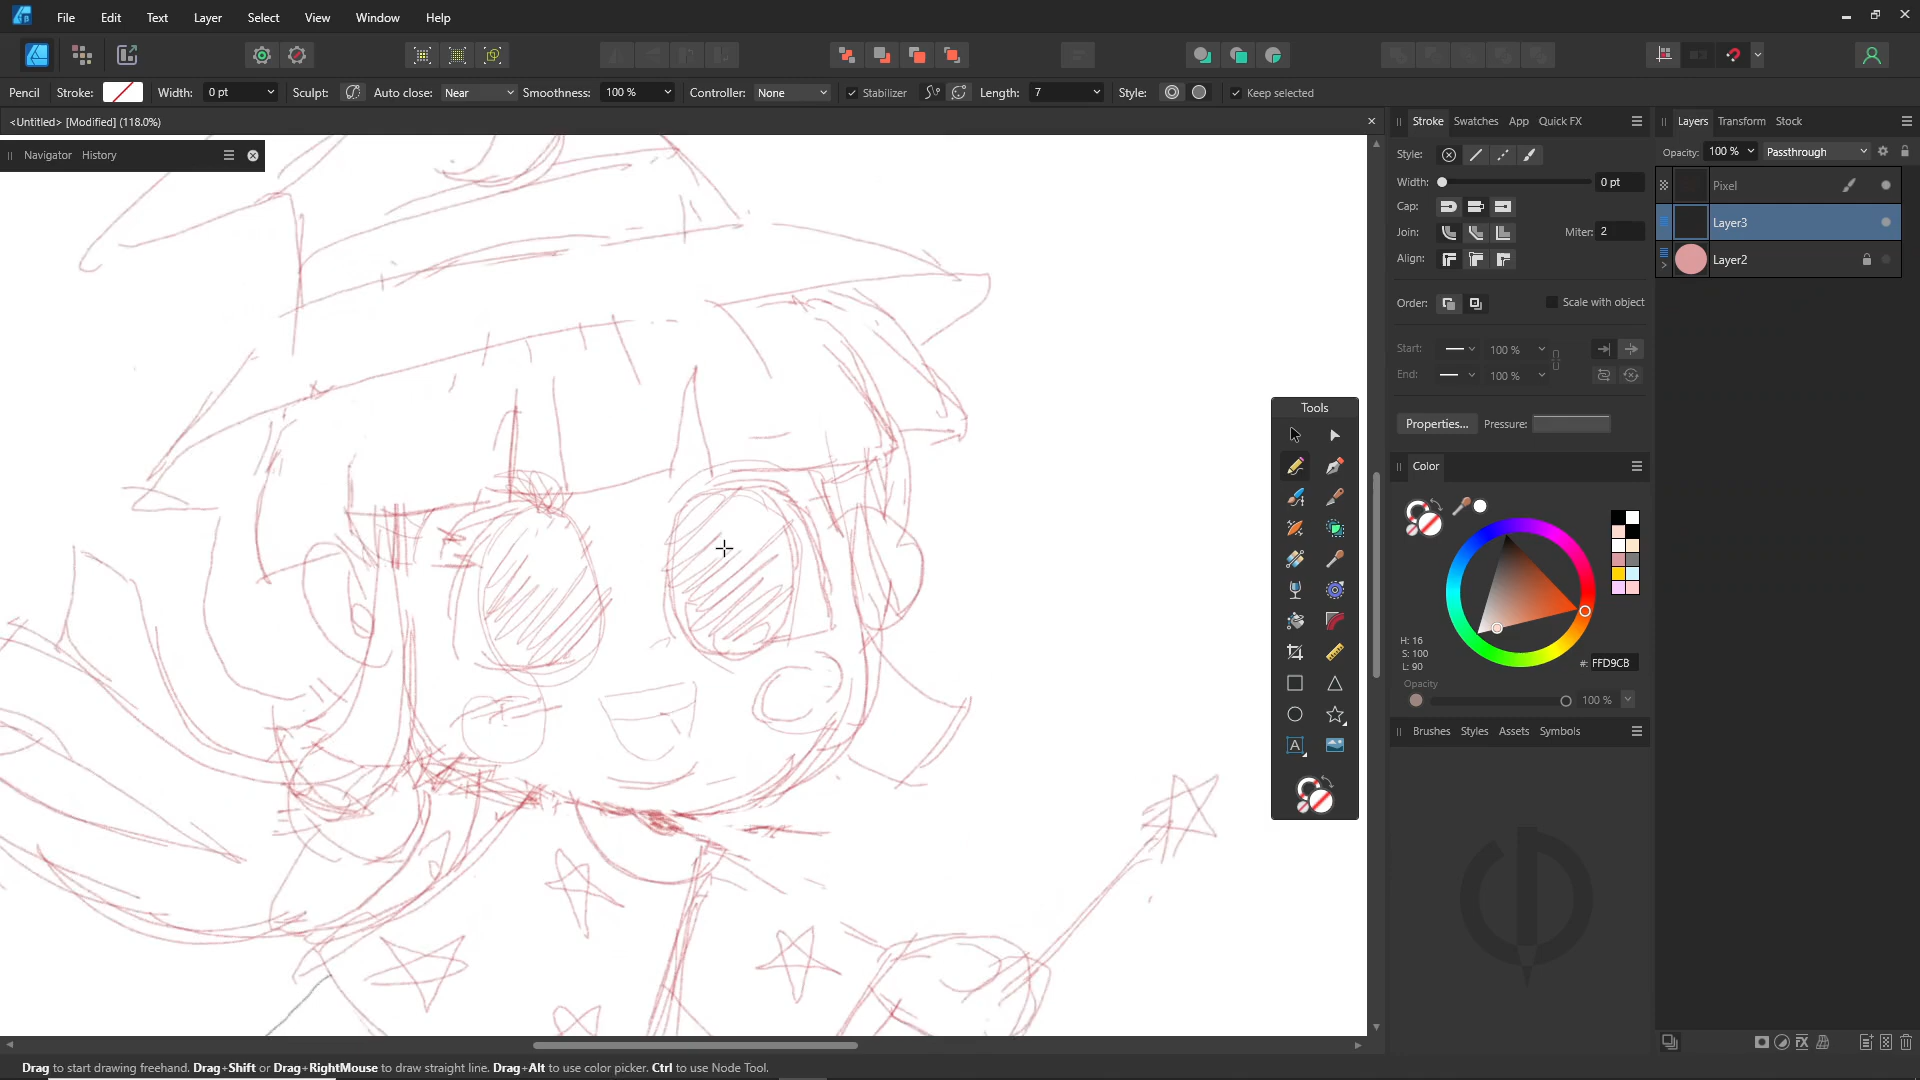 File Edit Text Layer Select View Window Help
Pencil Stroke: Width: 0 pt Sculpt: Auto close: Near Smoothness: 100 % Controller: None Stabilizer Length: 7 Style: Keep selected
<Untitled> [Modified] (118.0%)
Navigator History
Stroke Swatches App Quick FX
Style:
Width: 0 pt
Cap:
Join: Miter: 2
Align:
Order: Scale with object
Start: 100 %
End: 100 %
Properties... Pressure:
Color
H: 16
S: 100
L: 90
#: FFD9CB
Opacity
100 %
Brushes Styles Assets Symbols
Layers Transform Stock
Opacity: 100 % Passthrough
Pixel
Layer3
Layer2
Tools
A
Drag to start drawing freehand. Drag+Shift or Drag+RightMouse to draw straight line. Drag+Alt to use color picker. Ctrl to use Node Tool.